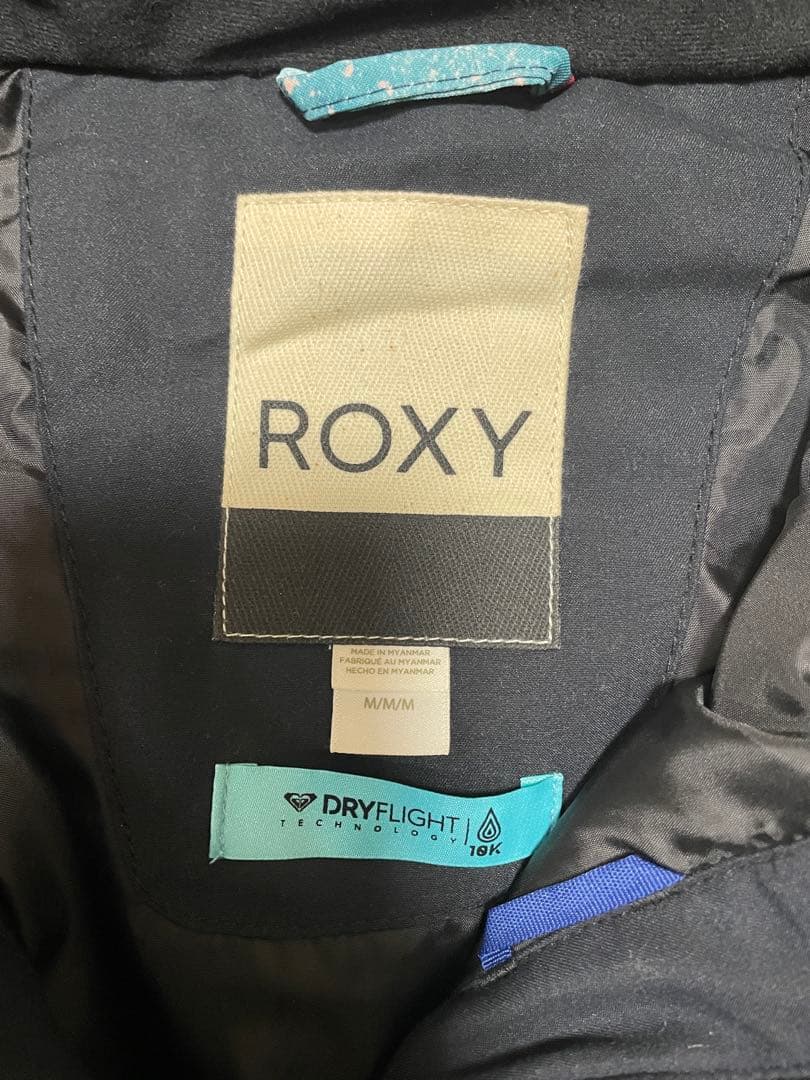 ROXY
MADE IN MYANMAR
FABRIQUÉ AU MYANMAR
HECHO EN MYANMAR
M/M/M
DRYFLIGHT
TECHNOLOGY
10K